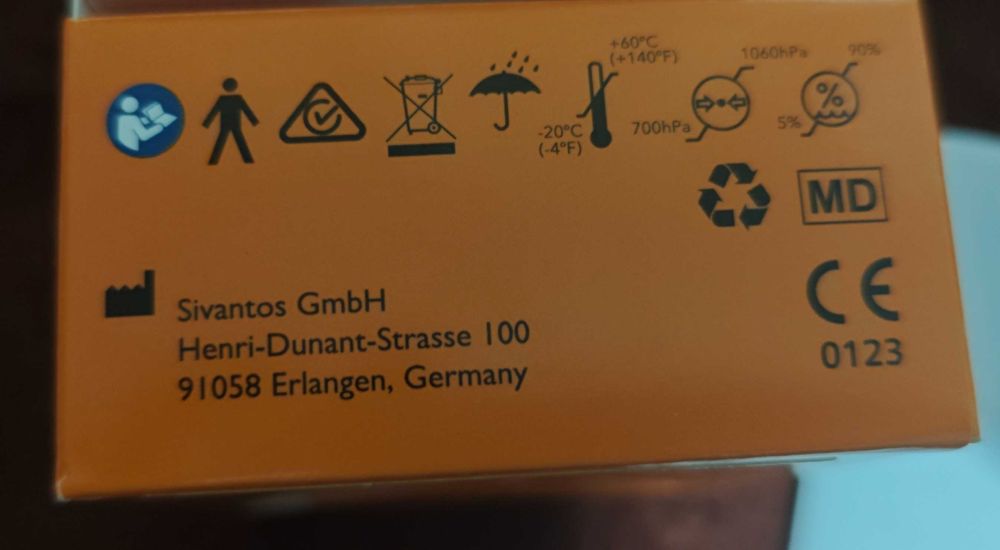 +60°C
(+140°F)
-20°C
(-4°F)
1060hPa
700hPa
90%
%
5%
MD
Sivantos GmbH
Henri-Dunant-Strasse 100
91058 Erlangen, Germany
CE
0123